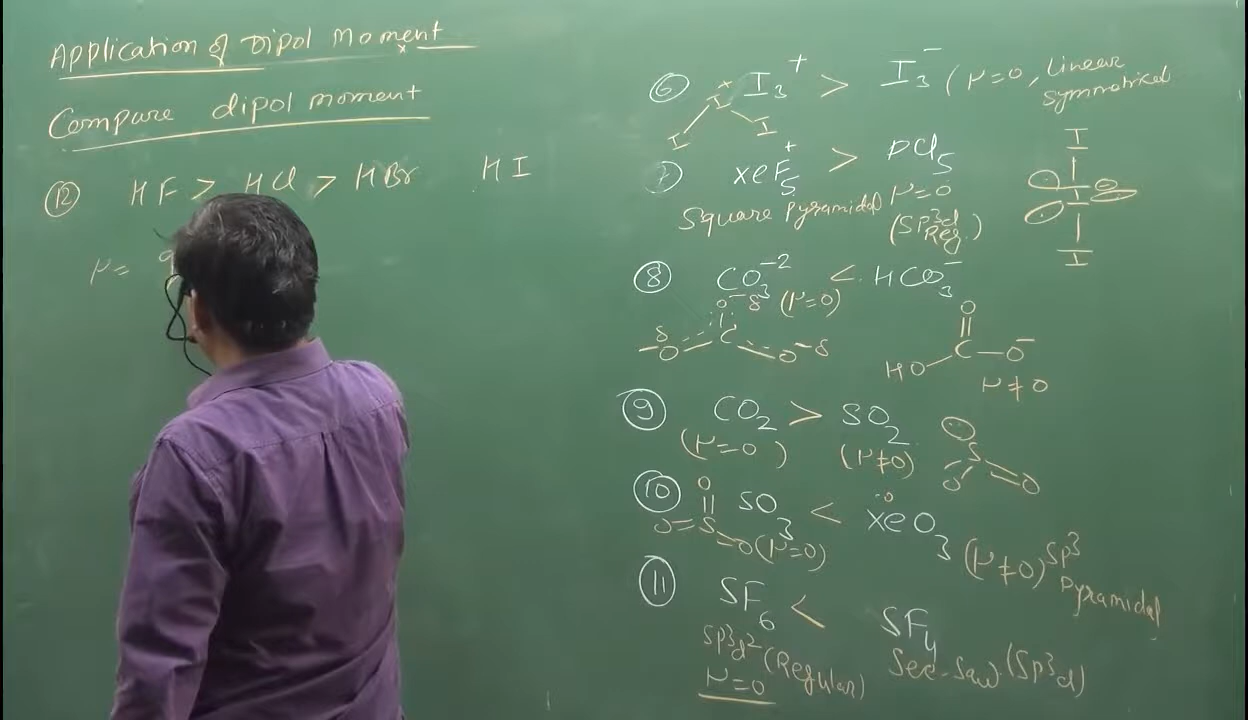 Application of Dipol Moment
Compare dipol moment
⑫ HF > HCl > HBr HI
μ = q
⑥ I₃⁺ > I₃⁻ (μ=0, Linear
symmetrical
I⁺
I I
⑦ XeF₅⁺ > PCl₅
Square pyramidal μ=0
(SP³d
Reg.)
I
I
I
⑧ CO₃⁻² < HCO₃⁻
(μ=0)
O⁻δ
C
δ⁻O O⁻δ
O
C
HO O⁻
μ≠0
⑨ CO₂ > SO₂
(μ=0) (μ≠0)
S
O O
⑩ SO₃ < XeO₃
O
O=S
O (μ=0)
(μ≠0) SP³
Pyramidal
⑪ SF₆ < SF₄
SP³d² (Regular) See-Saw (SP³d)
μ=0